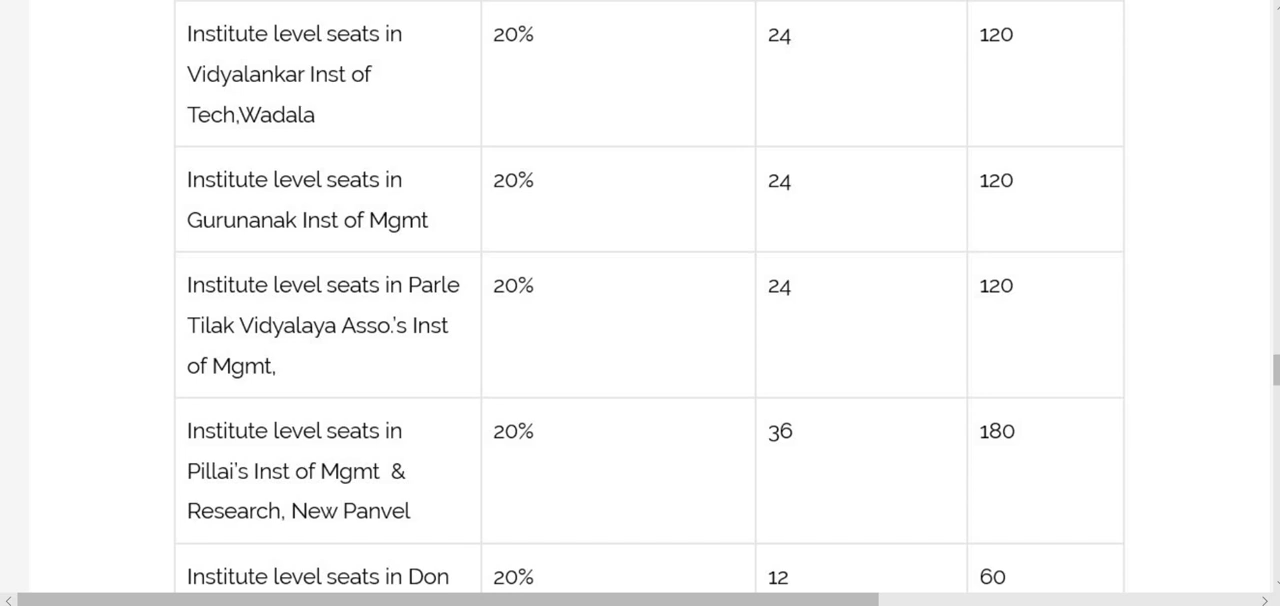 Institute level seats in 20% 24 120
Vidyalankar Inst of
Tech,Wadala
Institute level seats in 20% 24 120
Gurunanak Inst of Mgmt
Institute level seats in Parle 20% 24 120
Tilak Vidyalaya Asso.'s Inst
of Mgmt,
Institute level seats in 20% 36 180
Pillai's Inst of Mgmt &
Research, New Panvel
Institute level seats in Don 20% 12 60